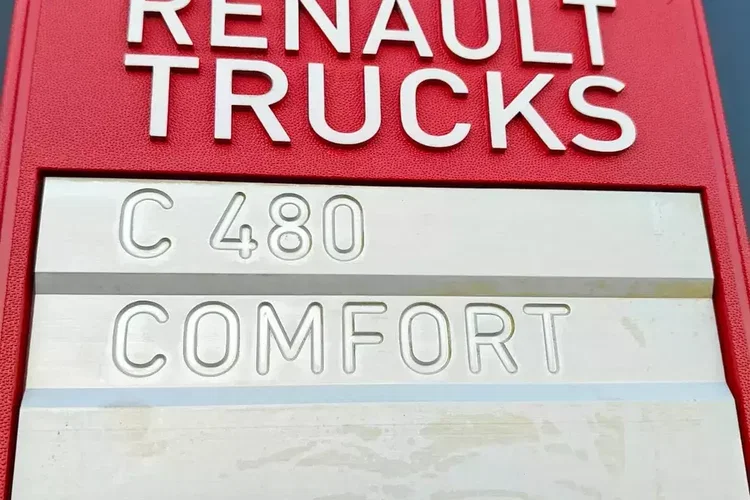 RENAULT
TRUCKS
C 480
COMFORT